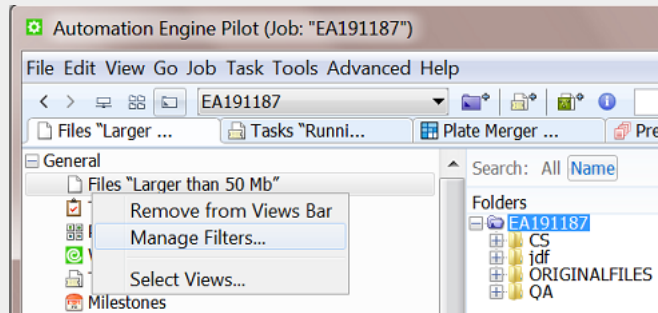 Automation Engine Pilot (Job: "EA191187")
File Edit View Go Job Task Tools Advanced Help
EA191187
Files “Larger ...
Tasks “Runni...
Plate Merger ...
Pre
General
Files “Larger than 50 Mb”
Remove from Views Bar
Manage Filters...
Select Views...
Milestones
Search: All Name
Folders
EA191187
CS
jdf
ORIGINALFILES
QA